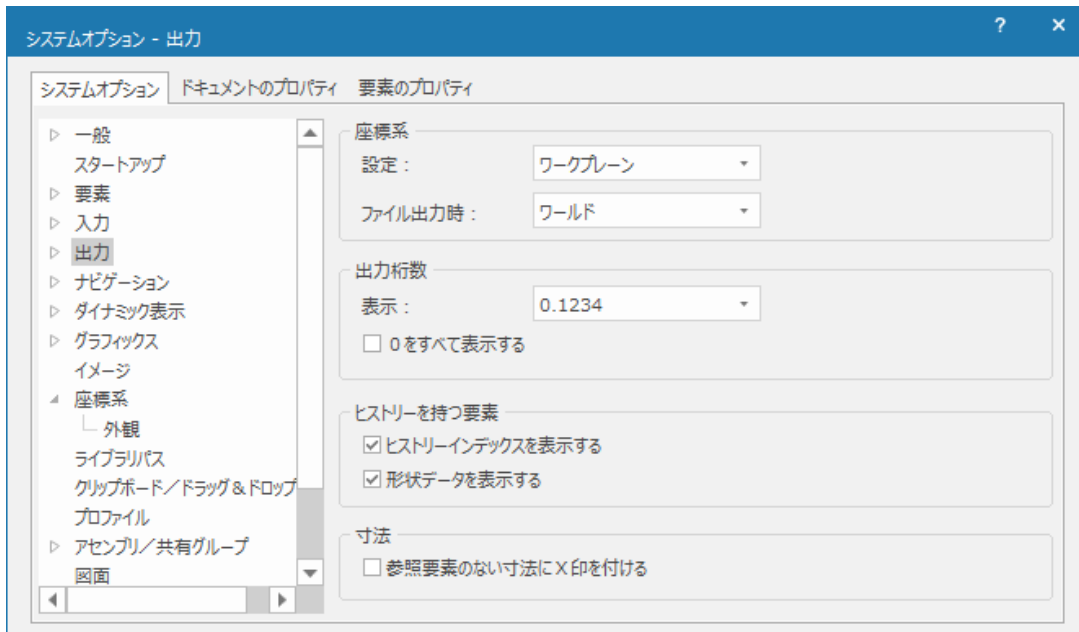 システムオプション - 出力
? ×
システムオプション ドキュメントのプロパティ 要素のプロパティ
一般
スタートアップ
要素
入力
出力
ナビゲーション
ダイナミック表示
グラフィックス
イメージ
座標系
外観
ライブラリパス
クリップボード/ドラッグ&ドロップ
プロファイル
アセンブリ/共有グループ
図面
座標系
設定: ワークプレーン
ファイル出力時: ワールド
出力桁数
表示: 0.1234
0をすべて表示する
ヒストリーを持つ要素
ヒストリーインデックスを表示する
形状データを表示する
寸法
参照要素のない寸法にX印を付ける